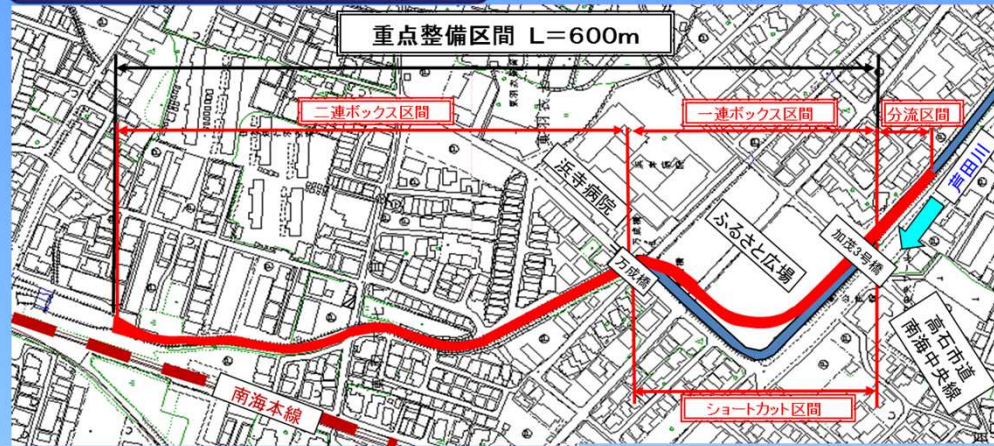 重点整備区間 L=600m
二連ボックス区間
一連ボックス区間
分流区間
芦田川
浜寺病院
ふるさと広場
加茂3号橋
万成橋
高石市道
南海中央線
南海本線
ショートカット区間